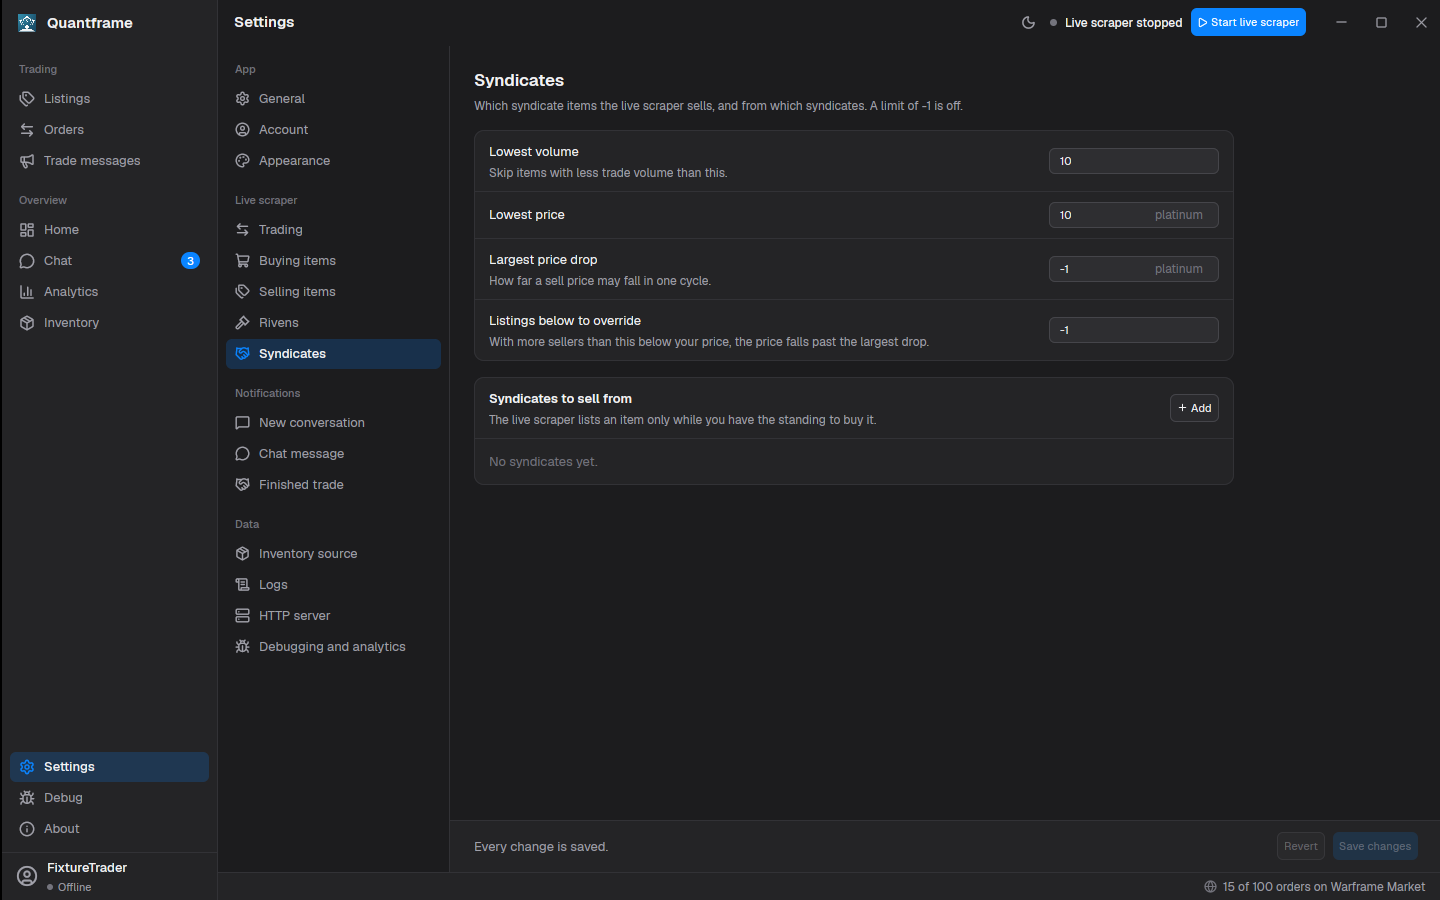 Quantframe
Settings
Live scraper stopped
Start live scraper
Trading
Listings
Orders
Trade messages
Overview
Home
Chat
3
Analytics
Inventory
Settings
Debug
About
FixtureTrader
Offline
App
General
Account
Appearance
Live scraper
Trading
Buying items
Selling items
Rivens
Syndicates
Notifications
New conversation
Chat message
Finished trade
Data
Inventory source
Logs
HTTP server
Debugging and analytics
Syndicates
Which syndicate items the live scraper sells, and from which syndicates. A limit of -1 is off.
Lowest volume
Skip items with less trade volume than this.
10
Lowest price
10 platinum
Largest price drop
How far a sell price may fall in one cycle.
-1 platinum
Listings below to override
With more sellers than this below your price, the price falls past the largest drop.
-1
Syndicates to sell from
The live scraper lists an item only while you have the standing to buy it.
+ Add
No syndicates yet.
Every change is saved.
Revert
Save changes
15 of 100 orders on Warframe Market